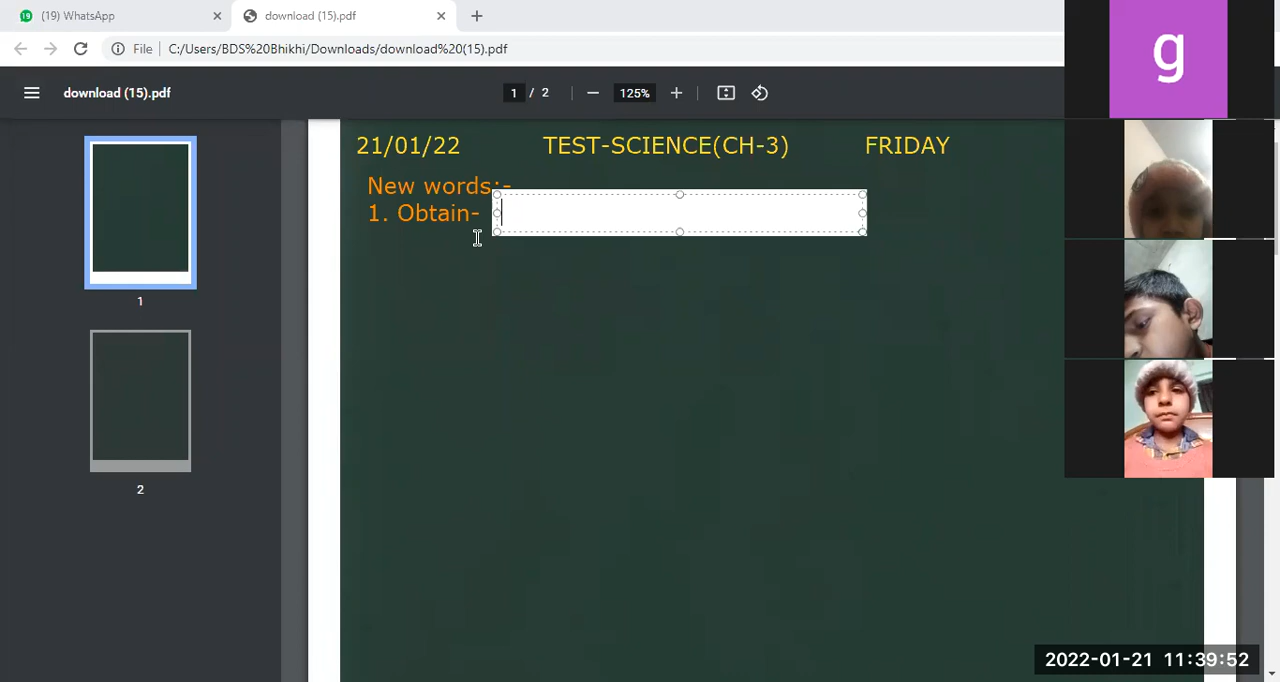 19 (19) WhatsApp
download (15).pdf
File C:/Users/BDS%20Bhikhi/Downloads/download%20(15).pdf
download (15).pdf
1 / 2
125%
g
21/01/22 TEST-SCIENCE(CH-3) FRIDAY
New words:-
1. Obtain-
1
2
2022-01-21 11:39:52